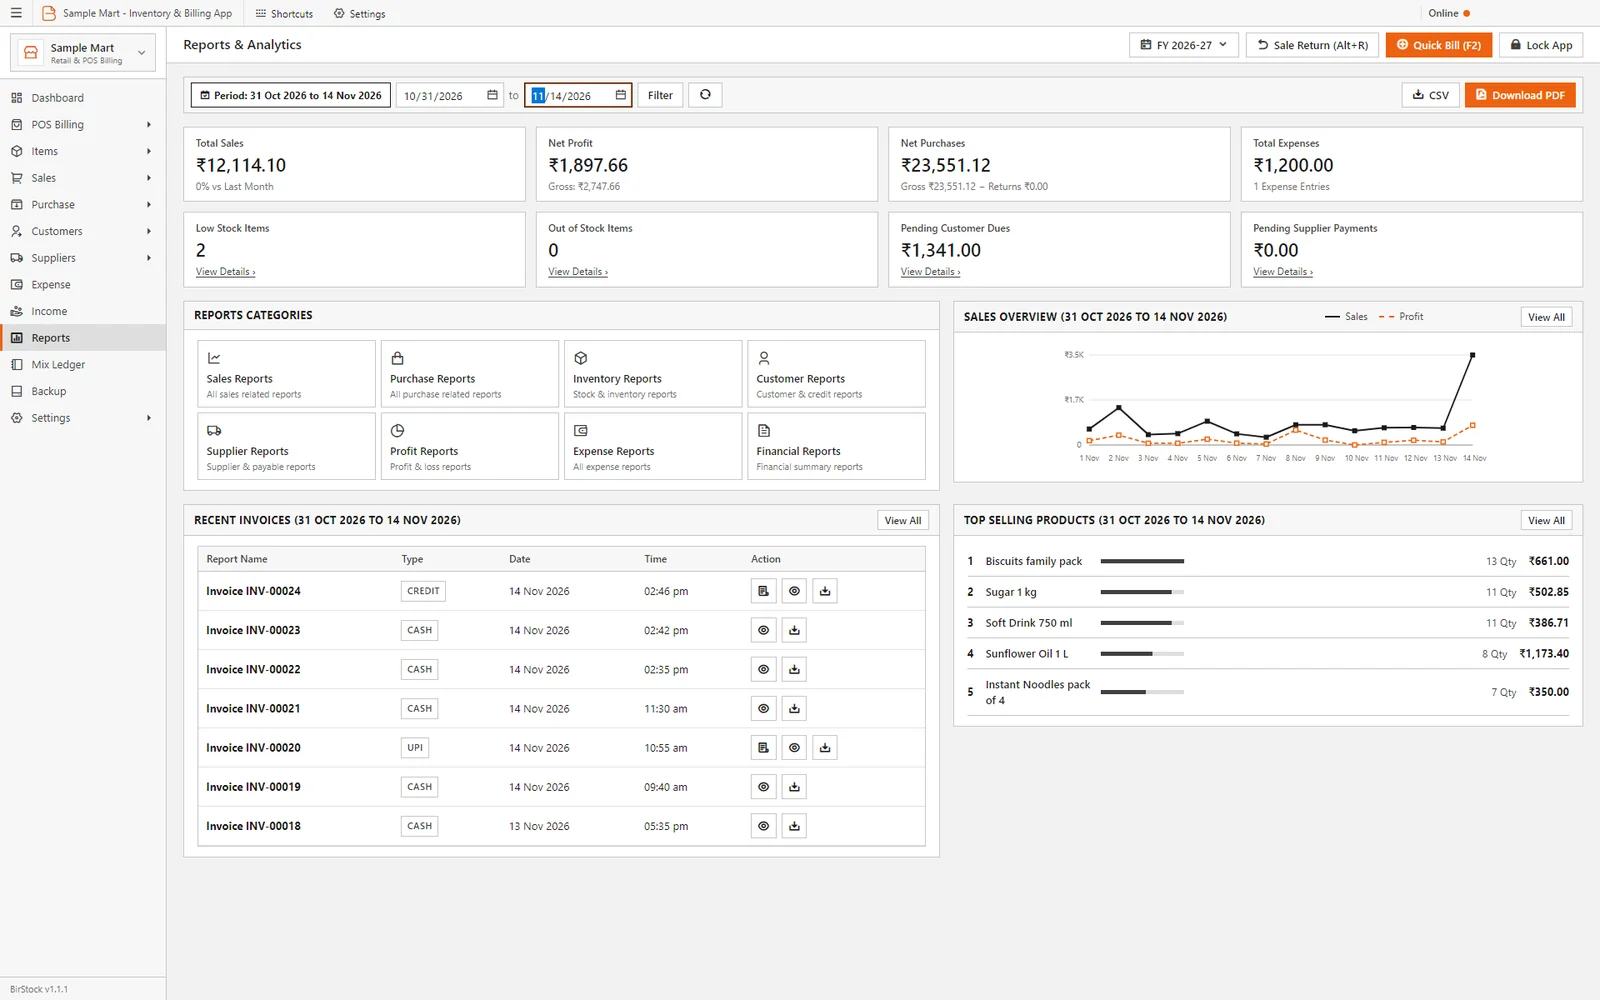 Sample Mart - Inventory & Billing App
Shortcuts
Settings
Online
Sample Mart
Retail & POS Billing
Reports & Analytics
FY 2026-27
Sale Return (Alt+R)
Quick Bill (F2)
Lock App
Dashboard
POS Billing
Items
Sales
Purchase
Customers
Suppliers
Expense
Income
Reports
Mix Ledger
Backup
Settings
BirStock v1.1.1
Period: 31 Oct 2026 to 14 Nov 2026
10/31/2026
to
11/14/2026
Filter
CSV
Download PDF
Total Sales
₹12,114.10
0% vs Last Month
Net Profit
₹1,897.66
Gross: ₹2,747.66
Net Purchases
₹23,551.12
Gross ₹23,551.12 − Returns ₹0.00
Total Expenses
₹1,200.00
1 Expense Entries
Low Stock Items
2
View Details ›
Out of Stock Items
0
View Details ›
Pending Customer Dues
₹1,341.00
View Details ›
Pending Supplier Payments
₹0.00
View Details ›
REPORTS CATEGORIES
Sales Reports
All sales related reports
Purchase Reports
All purchase related reports
Inventory Reports
Stock & inventory reports
Customer Reports
Customer & credit reports
Supplier Reports
Supplier & payable reports
Profit Reports
Profit & loss reports
Expense Reports
All expense reports
Financial Reports
Financial summary reports
SALES OVERVIEW (31 OCT 2026 TO 14 NOV 2026)
Sales
Profit
View All
₹3.5K
₹1.7K
0
1 Nov 2 Nov 3 Nov 4 Nov 5 Nov 6 Nov 7 Nov 8 Nov 9 Nov 10 Nov 11 Nov 12 Nov 13 Nov 14 Nov
RECENT INVOICES (31 OCT 2026 TO 14 NOV 2026)
View All
Report Name Type Date Time Action
Invoice INV-00024 CREDIT 14 Nov 2026 02:46 pm
Invoice INV-00023 CASH 14 Nov 2026 02:42 pm
Invoice INV-00022 CASH 14 Nov 2026 02:35 pm
Invoice INV-00021 CASH 14 Nov 2026 11:30 am
Invoice INV-00020 UPI 14 Nov 2026 10:55 am
Invoice INV-00019 CASH 14 Nov 2026 09:40 am
Invoice INV-00018 CASH 13 Nov 2026 05:35 pm
TOP SELLING PRODUCTS (31 OCT 2026 TO 14 NOV 2026)
View All
1 Biscuits family pack 13 Qty ₹661.00
2 Sugar 1 kg 11 Qty ₹502.85
3 Soft Drink 750 ml 11 Qty ₹386.71
4 Sunflower Oil 1 L 8 Qty ₹1,173.40
5 Instant Noodles pack of 4 7 Qty ₹350.00